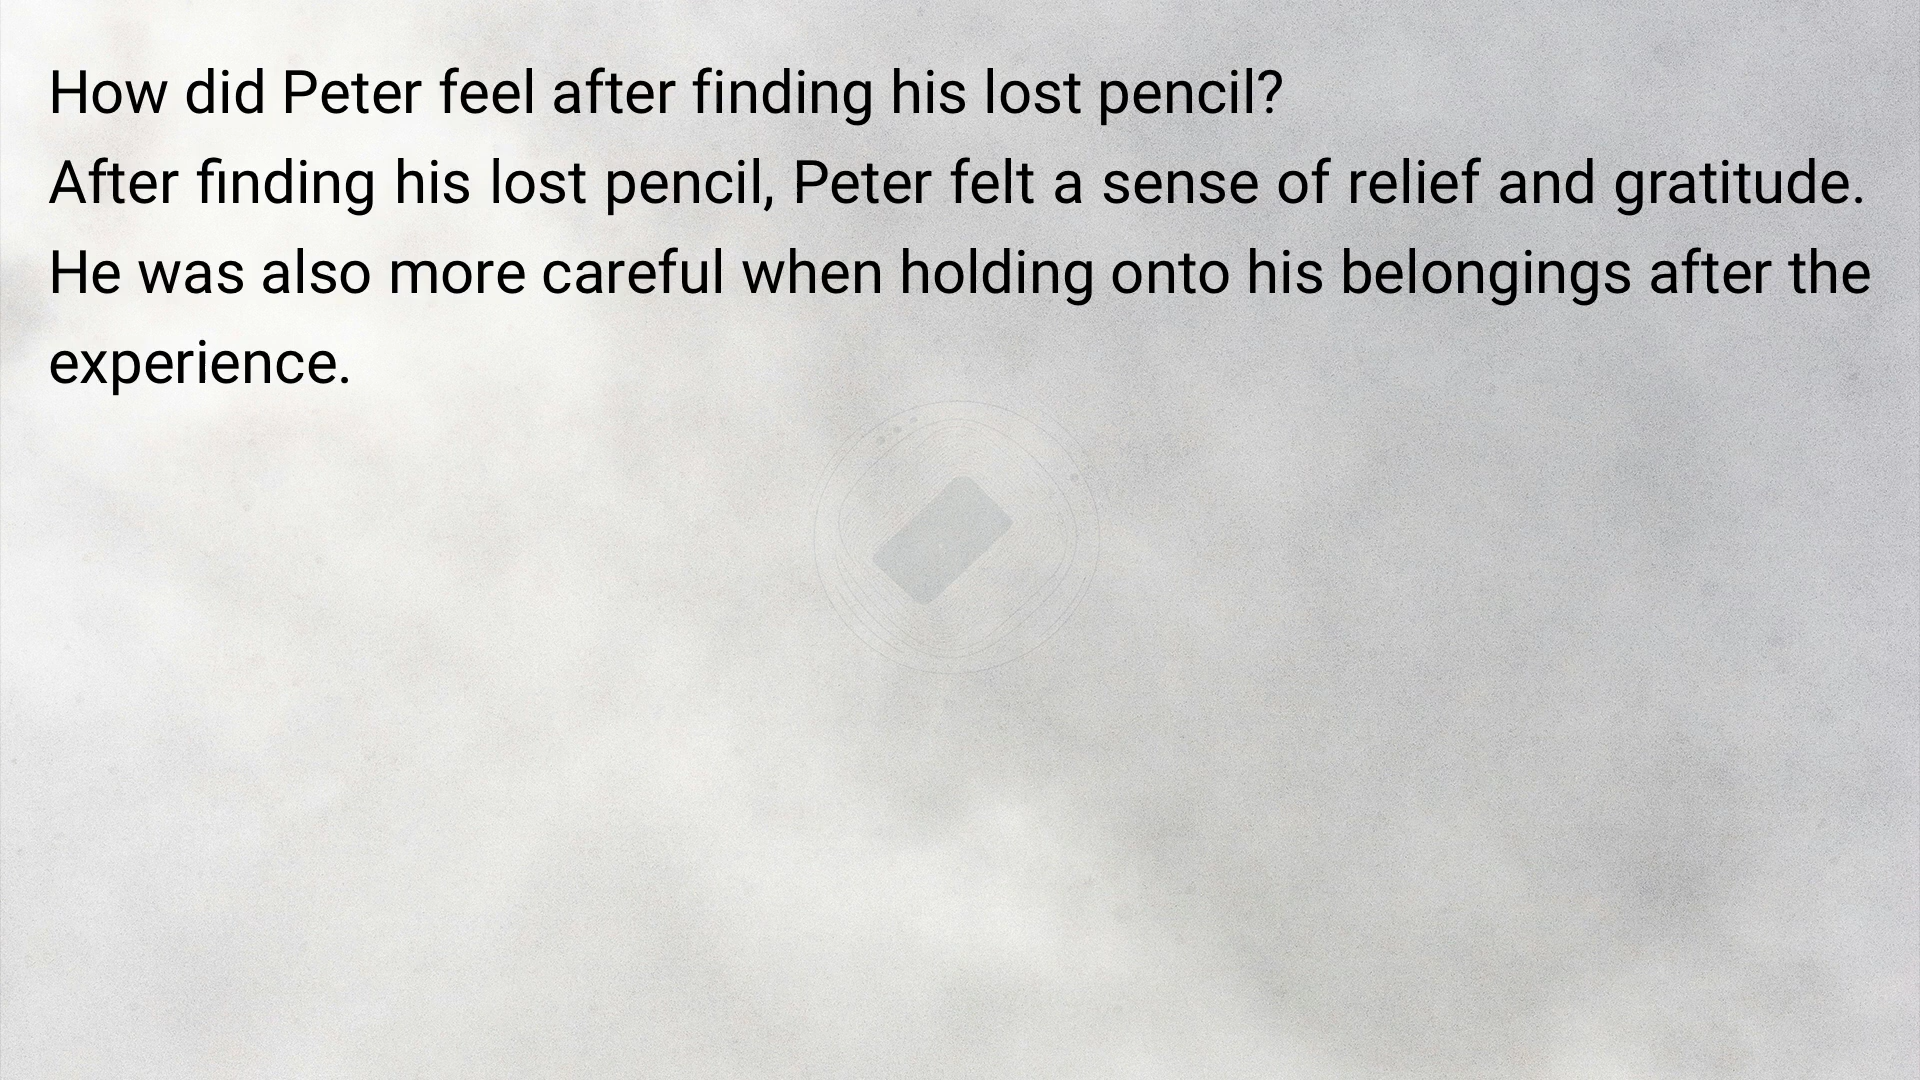 How did Peter feel after finding his lost pencil?
After finding his lost pencil, Peter felt a sense of relief and gratitude.
He was also more careful when holding onto his belongings after the
experience.